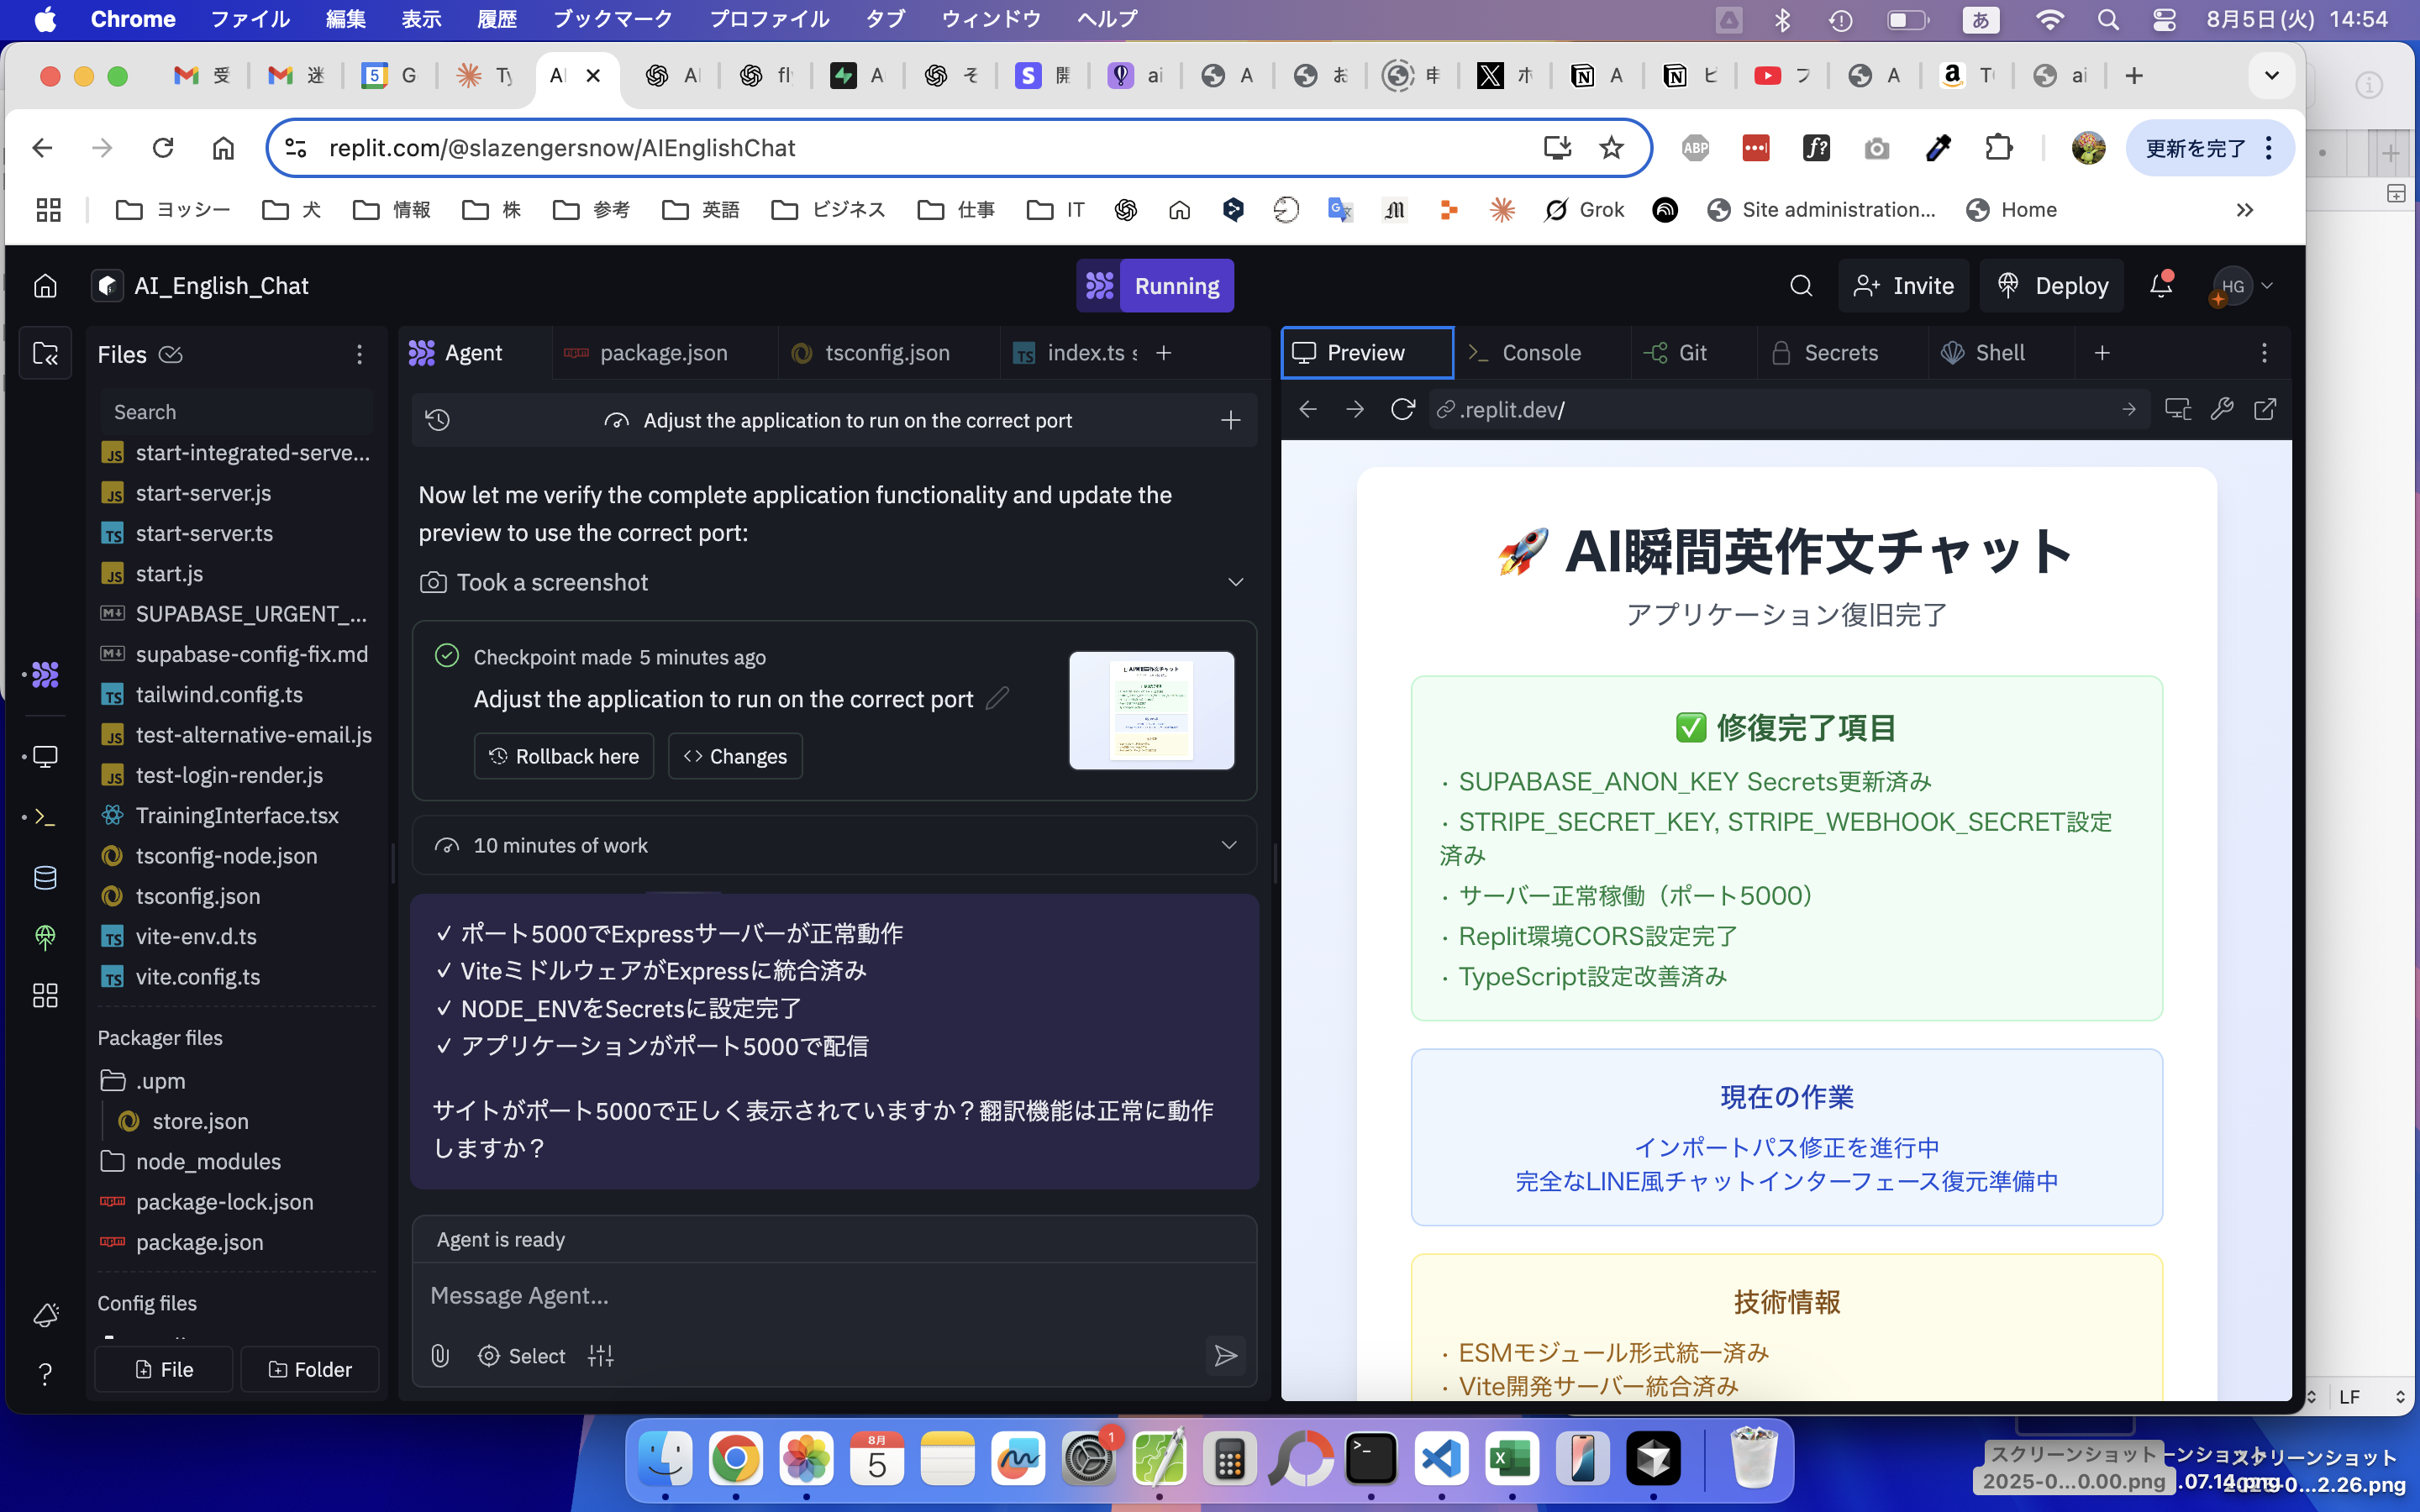 Chrome ファイル 編集 表示 履歴 ブックマーク プロファイル タブ ウィンドウ ヘルプ あ 8月5日(火) 14:54
受 迷 5 G Ty AI AI fl A そ 開 ai A お 申 ホ A ビ フ A ai
replit.com/@slazengersnow/AIEnglishChat ABP f? 更新を完了
ヨッシー 犬 情報 株 参考 英語 ビジネス 仕事 IT Grok Site administration... Home
AI_English_Chat Running Invite Deploy HG
Files
Search
start-integrated-serve...
start-server.js
start-server.ts
start.js
SUPABASE_URGENT_...
supabase-config-fix.md
tailwind.config.ts
test-alternative-email.js
test-login-render.js
TrainingInterface.tsx
tsconfig-node.json
tsconfig.json
vite-env.d.ts
vite.config.ts
Packager files
.upm
store.json
node_modules
package-lock.json
package.json
Config files
File Folder
Agent package.json tsconfig.json index.ts s
Adjust the application to run on the correct port
Now let me verify the complete application functionality and update the
preview to use the correct port:
Took a screenshot
Checkpoint made 5 minutes ago
Adjust the application to run on the correct port
Rollback here Changes
10 minutes of work
✓ ポート5000でExpressサーバーが正常動作
✓ ViteミドルウェアがExpressに統合済み
✓ NODE_ENVをSecretsに設定完了
✓ アプリケーションがポート5000で配信
サイトがポート5000で正しく表示されていますか？翻訳機能は正常に動作
しますか？
Agent is ready
Message Agent...
Select
Preview Console Git Secrets Shell
.replit.dev/
🚀 AI瞬間英作文チャット
アプリケーション復旧完了
✅ 修復完了項目
・SUPABASE_ANON_KEY Secrets更新済み
・STRIPE_SECRET_KEY, STRIPE_WEBHOOK_SECRET設定
済み
・サーバー正常稼働（ポート5000）
・Replit環境CORS設定完了
・TypeScript設定改善済み
現在の作業
インポートパス修正を進行中
完全なLINE風チャットインターフェース復元準備中
技術情報
・ESMモジュール形式統一済み
・Vite開発サーバー統合済み
LF
8月
5
1
スクリーンショット
2025-0...0.00.png
スクリーンショット
2025-0...2.26.png